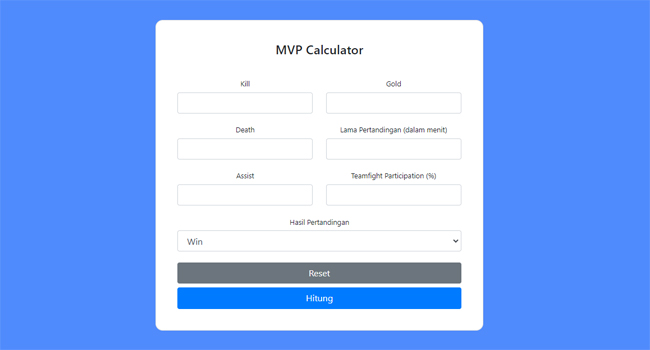 MVP Calculator
Kill
Gold
Death
Lama Pertandingan (dalam menit)
Assist
Teamfight Participation (%)
Hasil Pertandingan
Win
Reset
Hitung